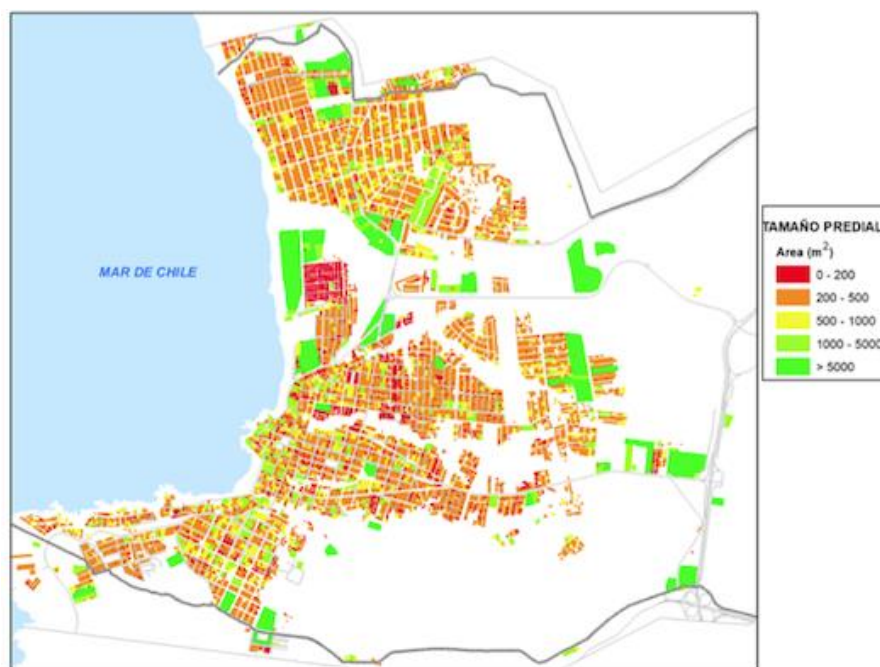 MAR DE CHILE
TAMAÑO PREDIAL
Area (m²)
0 - 200
200 - 500
500 - 1000
1000 - 5000
> 5000